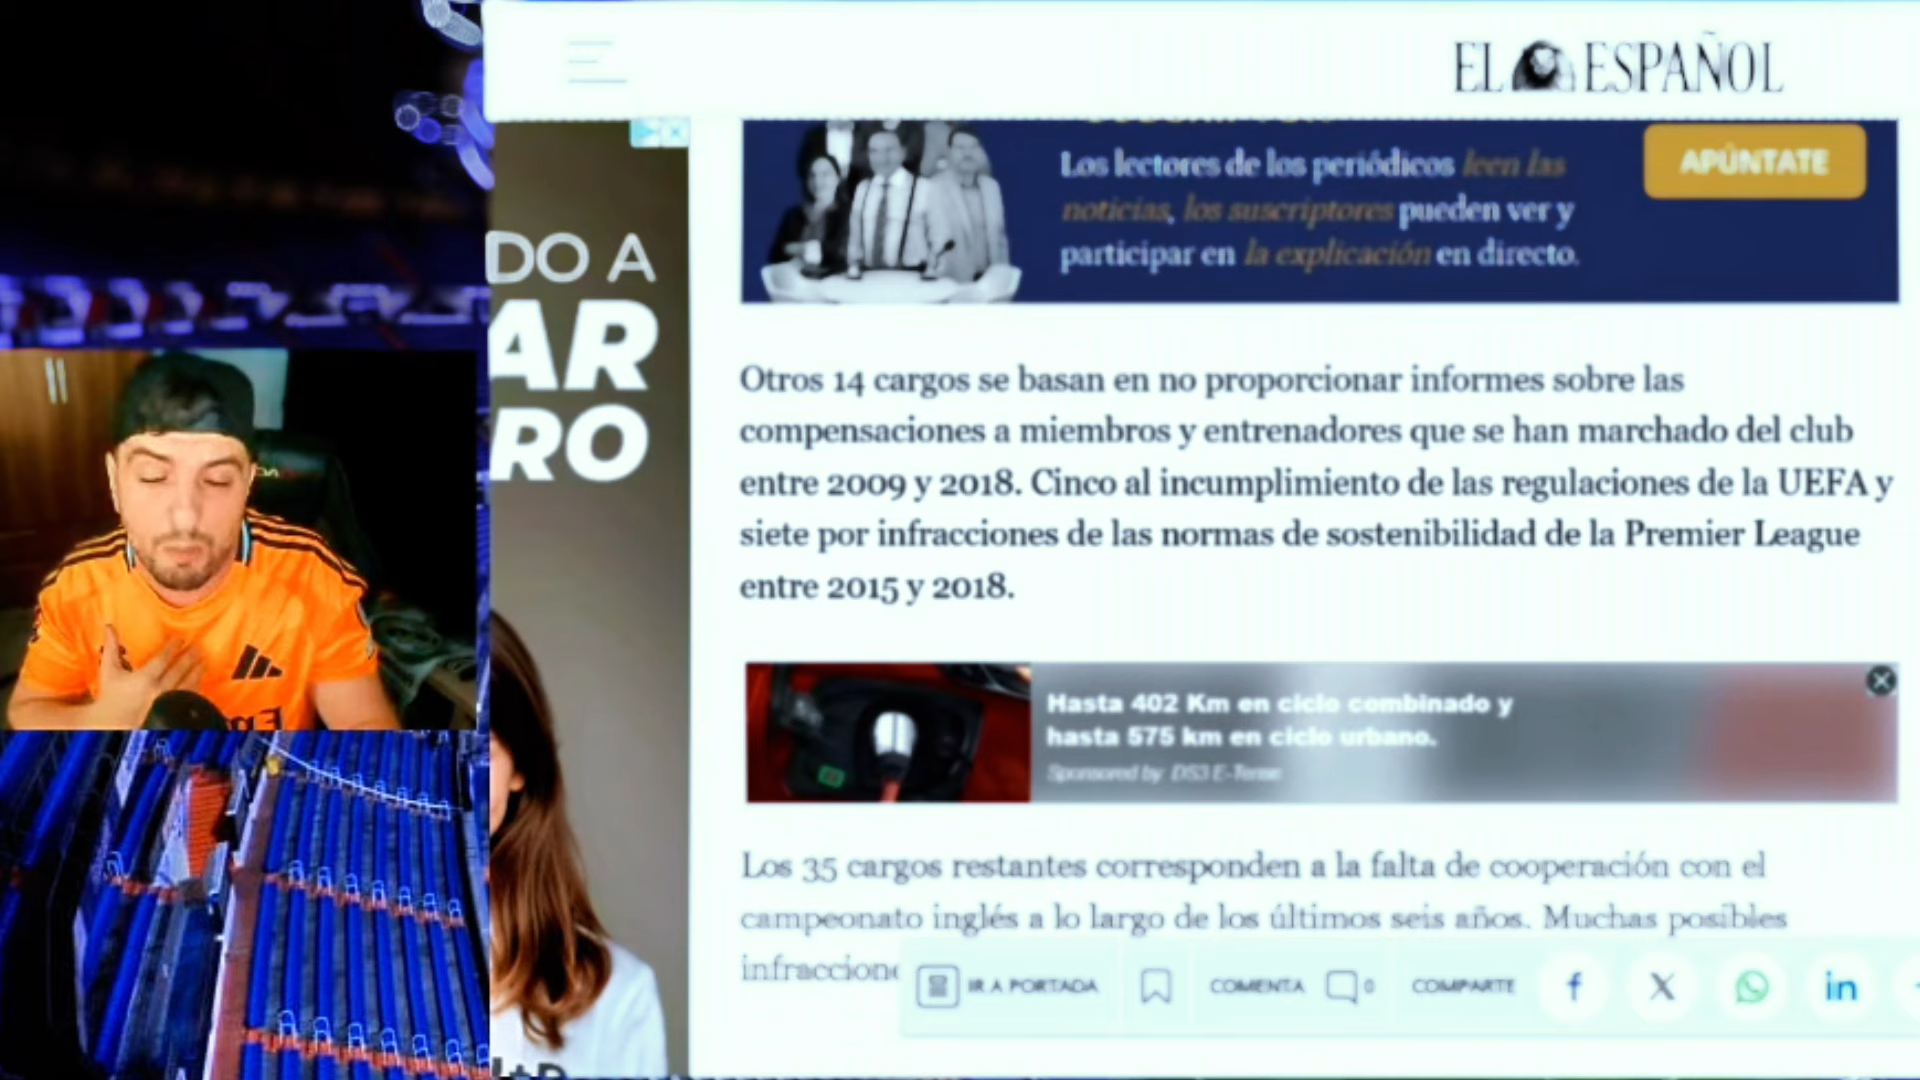 EL ESPAÑOL
Los lectores de los periódicos leen las
noticias, los suscriptores pueden ver y
participar en la explicación en directo.
APÚNTATE
DO A
AR
RO
Otros 14 cargos se basan en no proporcionar informes sobre las
compensaciones a miembros y entrenadores que se han marchado del club
entre 2009 y 2018. Cinco al incumplimiento de las regulaciones de la UEFA y
siete por infracciones de las normas de sostenibilidad de la Premier League
entre 2015 y 2018.
Hasta 402 Km en ciclo combinado y
hasta 575 km en ciclo urbano.
Sponsored by DS3 E-Tense
Los 35 cargos restantes corresponden a la falta de cooperación con el
campeonato inglés a lo largo de los últimos seis años. Muchas posibles
infraccione
IR A PORTADA
COMENTA
0
COMPARTE